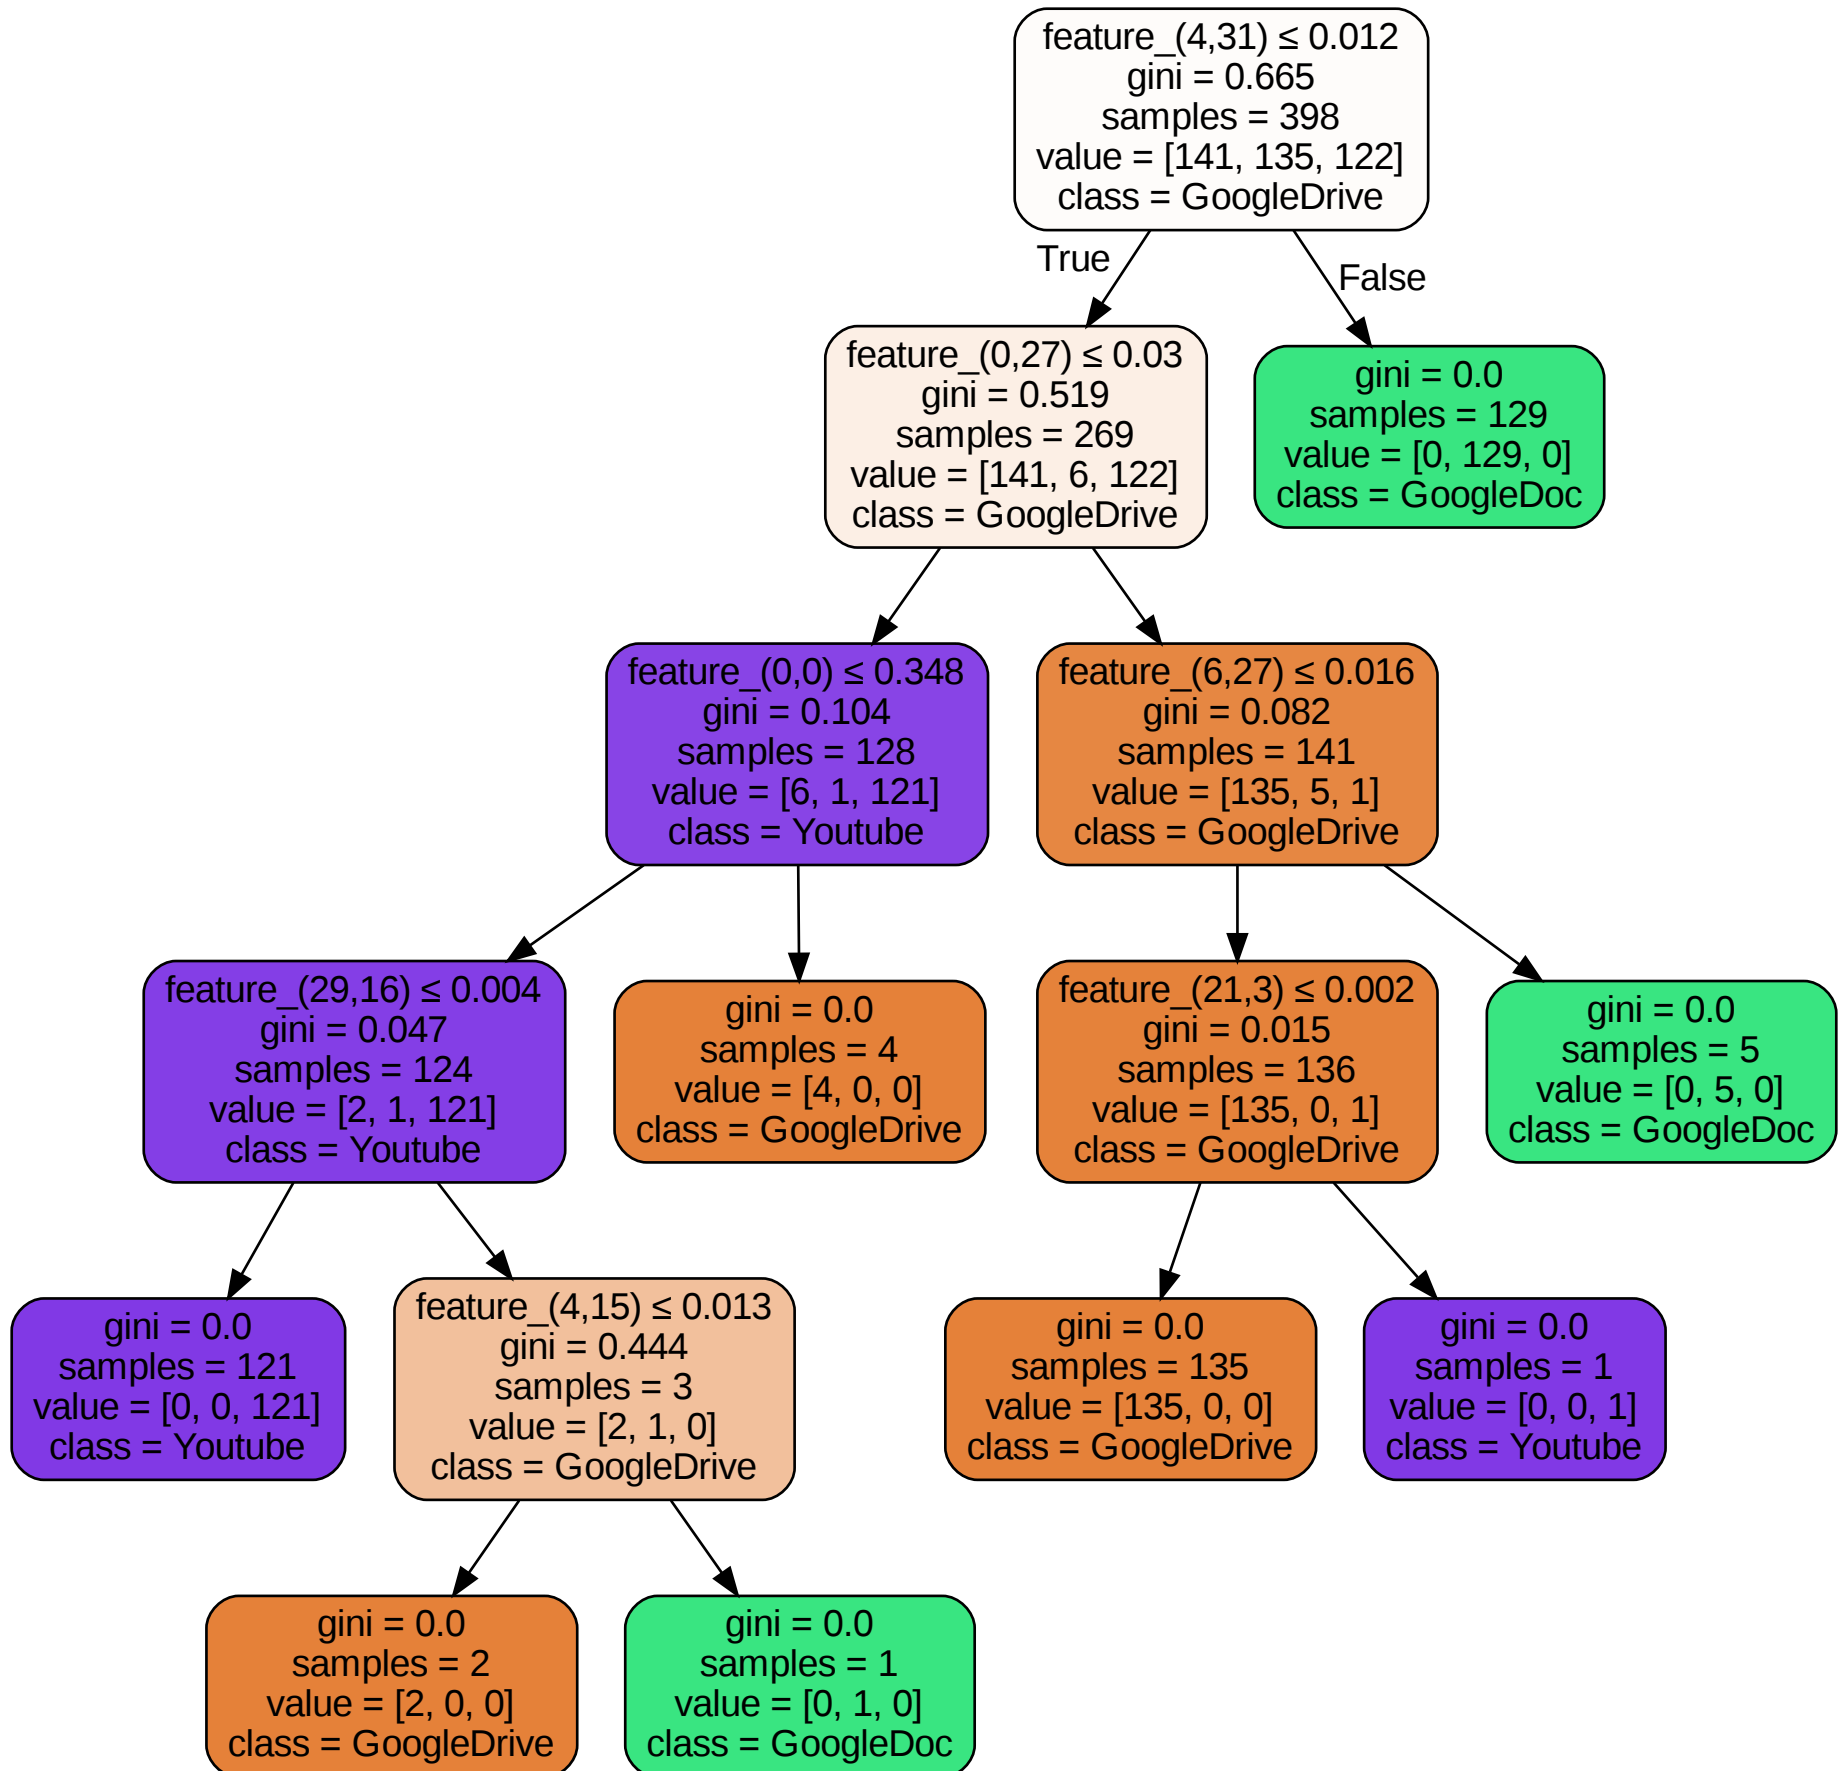 feature_(4,31) ≤ 0.012
gini = 0.665
samples = 398
value = [141, 135, 122]
class = GoogleDrive
True
False
feature_(0,27) ≤ 0.03
gini = 0.519
samples = 269
value = [141, 6, 122]
class = GoogleDrive
gini = 0.0
samples = 129
value = [0, 129, 0]
class = GoogleDoc
feature_(0,0) ≤ 0.348
gini = 0.104
samples = 128
value = [6, 1, 121]
class = Youtube
feature_(6,27) ≤ 0.016
gini = 0.082
samples = 141
value = [135, 5, 1]
class = GoogleDrive
feature_(29,16) ≤ 0.004
gini = 0.047
samples = 124
value = [2, 1, 121]
class = Youtube
gini = 0.0
samples = 4
value = [4, 0, 0]
class = GoogleDrive
feature_(21,3) ≤ 0.002
gini = 0.015
samples = 136
value = [135, 0, 1]
class = GoogleDrive
gini = 0.0
samples = 5
value = [0, 5, 0]
class = GoogleDoc
gini = 0.0
samples = 121
value = [0, 0, 121]
class = Youtube
feature_(4,15) ≤ 0.013
gini = 0.444
samples = 3
value = [2, 1, 0]
class = GoogleDrive
gini = 0.0
samples = 135
value = [135, 0, 0]
class = GoogleDrive
gini = 0.0
samples = 1
value = [0, 0, 1]
class = Youtube
gini = 0.0
samples = 2
value = [2, 0, 0]
class = GoogleDrive
gini = 0.0
samples = 1
value = [0, 1, 0]
class = GoogleDoc